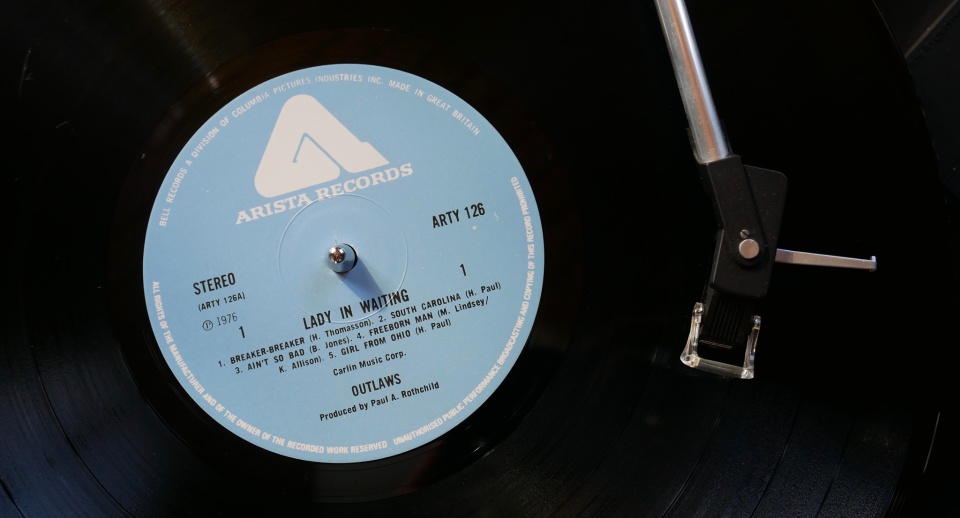 BELL RECORDS A DIVISION OF COLUMBIA PICTURES INDUSTRIES INC. MADE IN GREAT BRITAIN
ARISTA RECORDS
ARTY 126
STEREO
(ARTY 126A)
℗ 1976
1
1
LADY IN WAITING
1. BREAKER-BREAKER (H. Thomasson). 2. SOUTH CAROLINA (H. Paul)
3. AIN'T SO BAD (B. Jones). 4. FREEBORN MAN (M. Lindsey/
K. Allison). 5. GIRL FROM OHIO (H. Paul)
Carlin Music Corp.
OUTLAWS
Produced by Paul A. Rothchild
ALL RIGHTS OF THE MANUFACTURER AND OF THE OWNER OF THE RECORDED WORK RESERVED UNAUTHORISED PUBLIC PERFORMANCE BROADCASTING AND COPYING OF THIS RECORD PROHIBITED